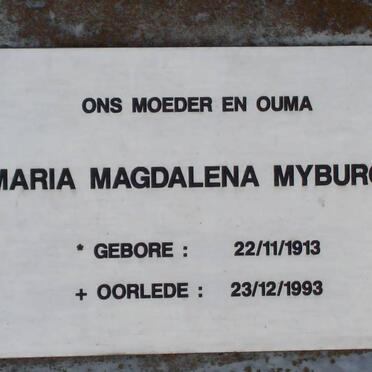 ONS MOEDER EN OUMA
MARIA MAGDALENA MYBURG
* GEBORE : 22/11/1913
+ OORLEDE : 23/12/1993